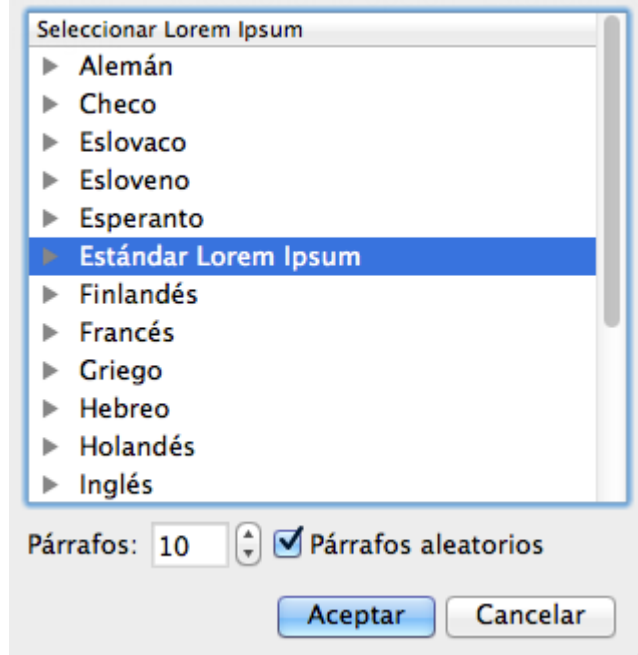 Seleccionar Lorem Ipsum
Alemán
Checo
Eslovaco
Esloveno
Esperanto
Estándar Lorem Ipsum
Finlandés
Francés
Griego
Hebreo
Holandés
Inglés
Párrafos: 10 Párrafos aleatorios
Aceptar Cancelar